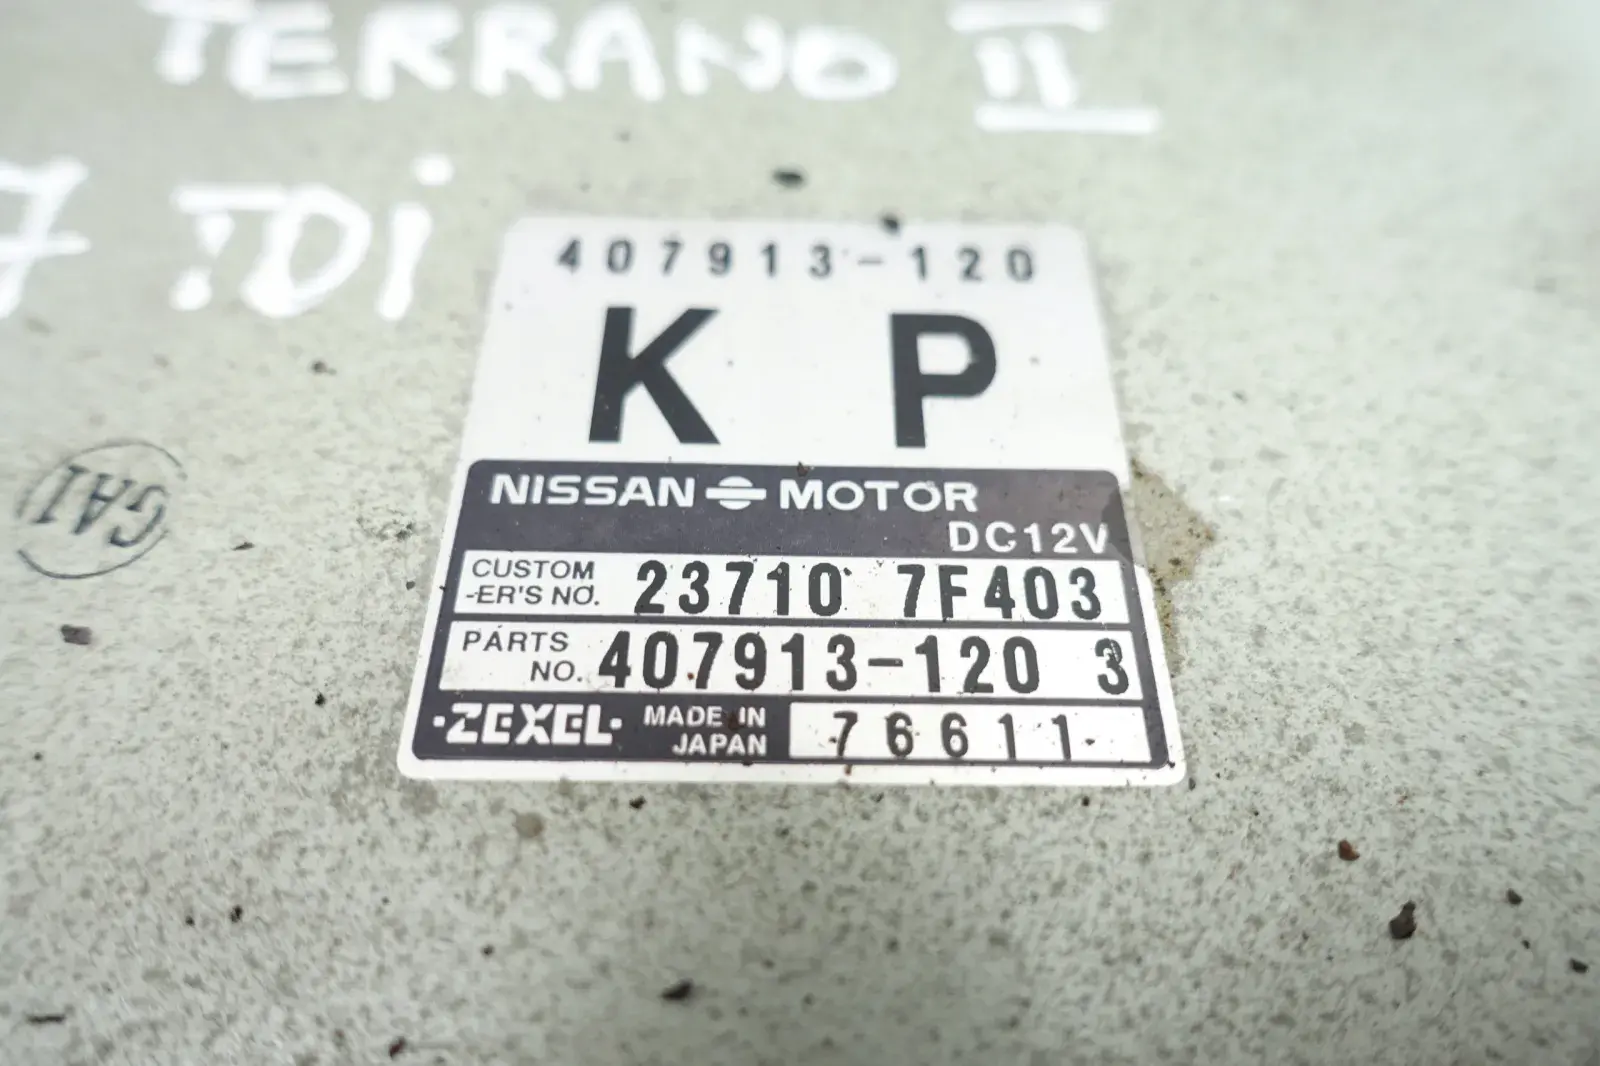 TERRANO II
7 TDi
407913-120
K P
NISSAN MOTOR
DC12V
CUSTOM
-ER'S NO. 23710 7F403
PARTS
NO. 407913-120 3
ZEXEL MADE IN
JAPAN 76611
GA1